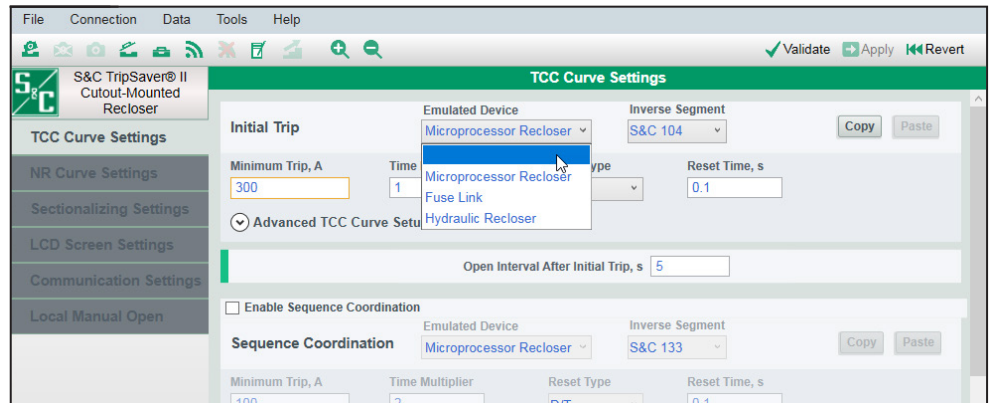 File Connection Data Tools Help
Validate Apply Revert
S&C
S&C TripSaver® II
Cutout-Mounted
Recloser
TCC Curve Settings
NR Curve Settings
Sectionalizing Settings
LCD Screen Settings
Communication Settings
Local Manual Open
TCC Curve Settings
Emulated Device Inverse Segment
Initial Trip Microprocessor Recloser S&C 104 Copy Paste
Minimum Trip, A Time ype Reset Time, s
300 1 0.1
Microprocessor Recloser
Fuse Link
Hydraulic Recloser
Advanced TCC Curve Setu
Open Interval After Initial Trip, s 5
Enable Sequence Coordination
Emulated Device Inverse Segment
Sequence Coordination Microprocessor Recloser S&C 133 Copy Paste
Minimum Trip, A Time Multiplier Reset Type Reset Time, s
100 2 D/T 0.1